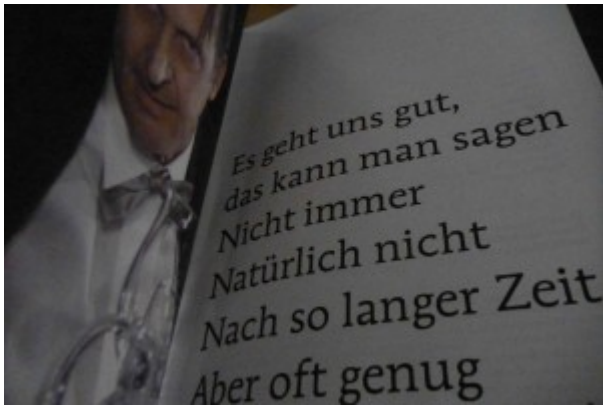 Es geht uns gut,
das kann man sagen
Nicht immer
Natürlich nicht
Nach so langer Zeit
Aber oft genug